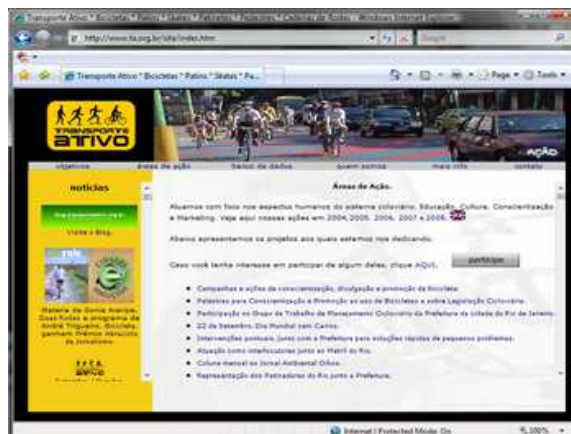 Transporte Ativo * Bicicletas * Patins * Skates * Patinetes * Pedestres * Cadeiras de Rodas - Windows Internet Explorer
http://www.ta.org.br/site/index.htm
Google
Transporte Ativo * Bicicletas * Patins * Skates * Pa...
Page
Tools
TRANSPORTE
ATIVO
AÇÃO
objetivos
áreas de ação
banco de dados
quem somos
mais info
contato
notícias
Visite o Blog.
Matéria de Sonia Araripe,
Duas Rodas e programa de
André Trigueiro, Bicicleta,
ganham Prêmio Abraciclo
de Jornalismo.
Áreas de Ação.
Atuamos com foco nos aspectos humanos do sistema cicloviário. Educação, Cultura, Conscientização
e Marketing. Veja aqui nossas ações em 2004, 2005, 2006, 2007 e 2008.
Abaixo apresentamos os projetos aos quais estamos nos dedicando.
Caso você tenha interesse em participar de algum deles, clique AQUI.
participe
Campanhas e ações de conscientização, divulgação e promoção da bicicleta.
Palestras para Conscientização e Promoção ao uso de Bicicletas e sobre Legislação Cicloviária.
Participação no Grupo de Trabalho de Planejamento Cicloviário da Prefeitura da cidade do Rio de Janeiro.
22 de Setembro, Dia Mundial sem Carros.
Intervenções pontuais, junto com a Prefeitura para soluções rápidas de pequenos problemas.
Atuação como interlocutores junto ao Metrô do Rio.
Coluna mensal no Jornal Ambiental Oikos.
Representação dos Patinadores do Rio junto a Prefeitura.
Internet | Protected Mode: On
100%